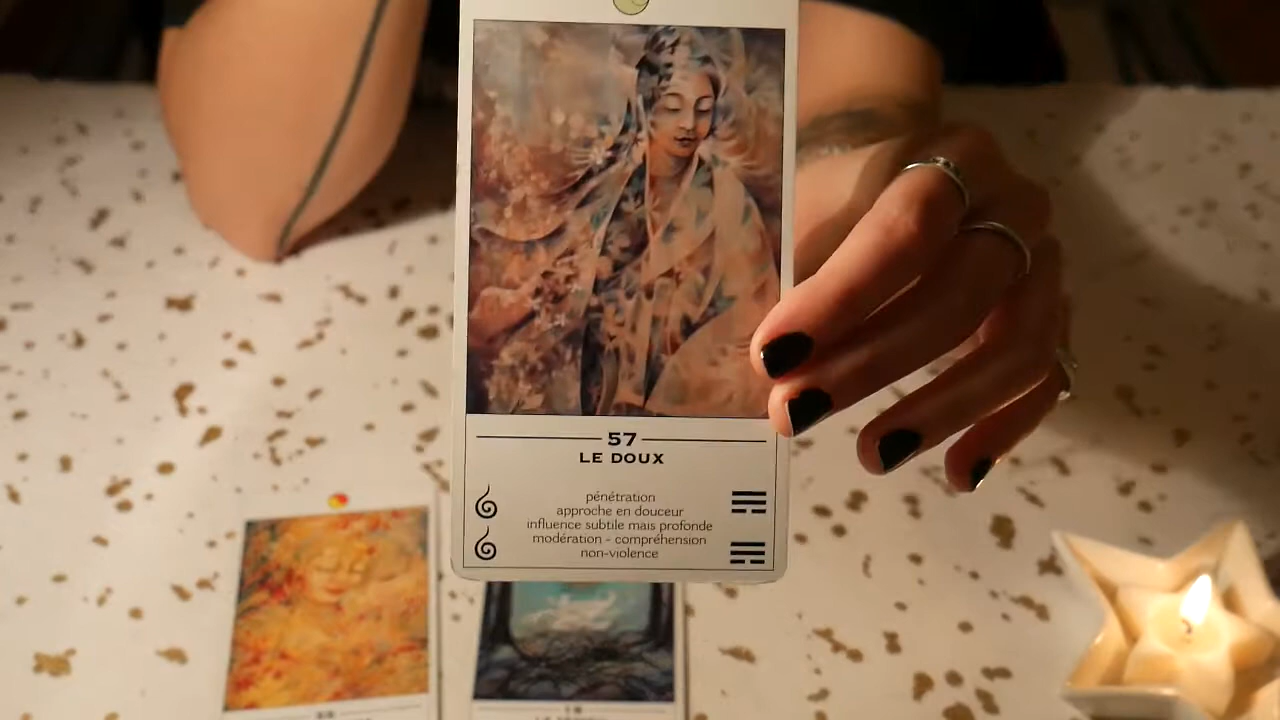 57
LE DOUX
pénétration
approche en douceur
influence subtile mais profonde
modération - compréhension
non-violence